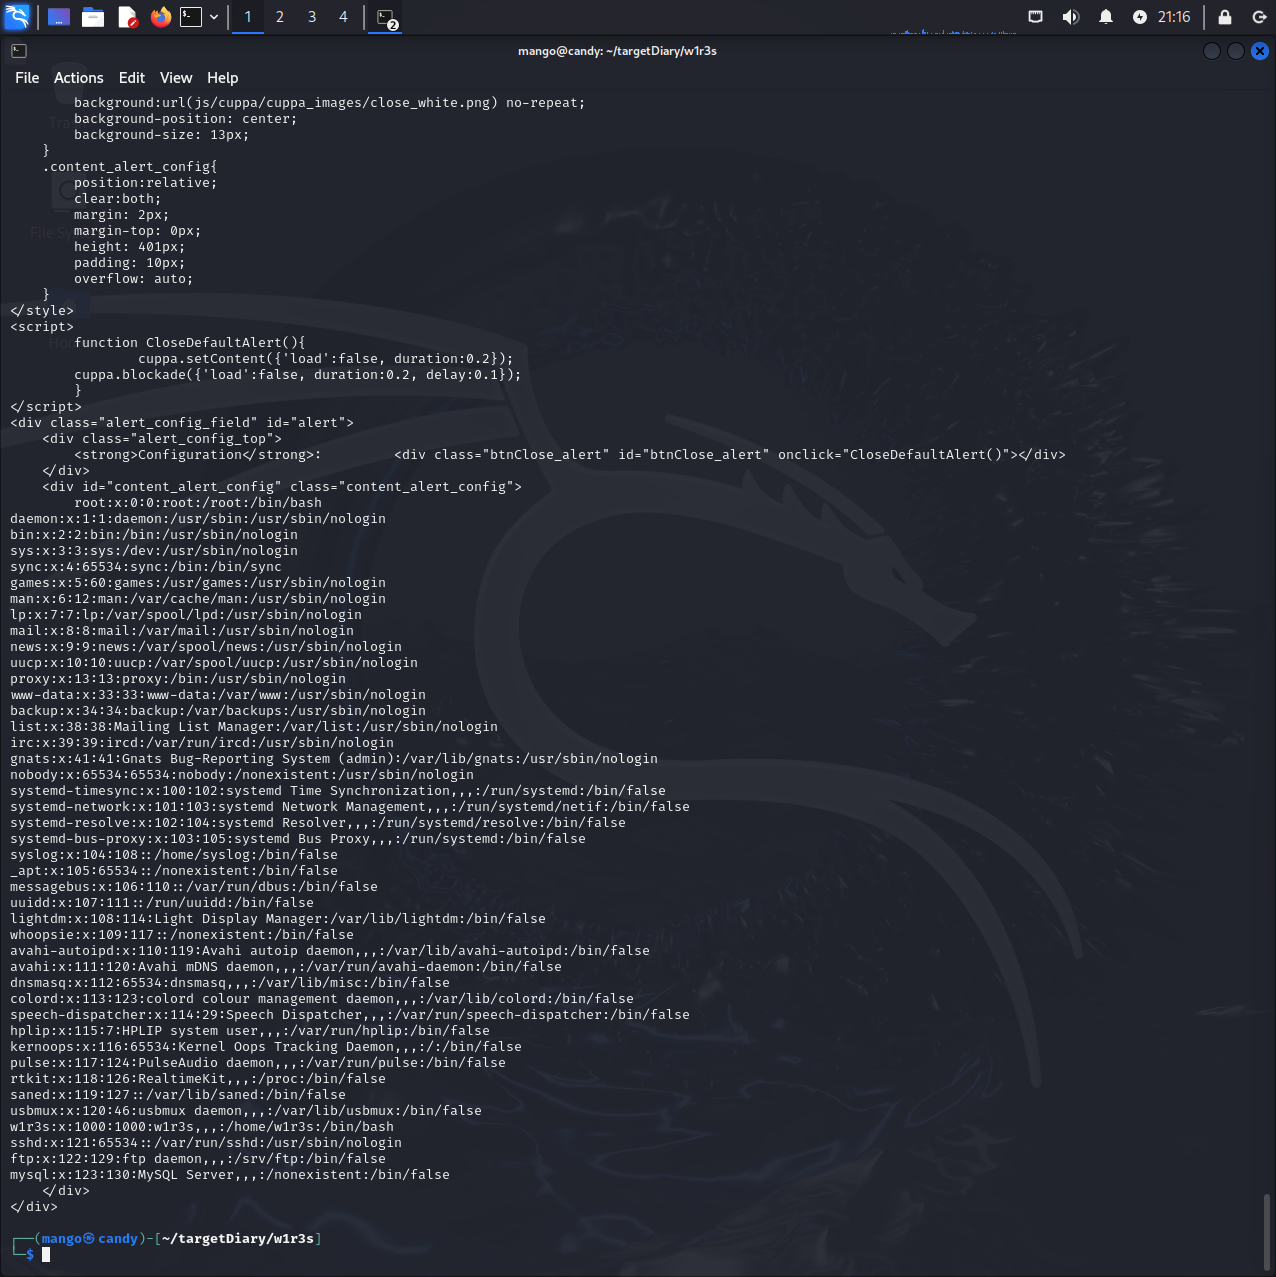 1 2 3 4 2 21:16
mango@candy: ~/targetDiary/w1r3s
File Actions Edit View Help
background:url(js/cuppa/cuppa_images/close_white.png) no-repeat;
background-position: center;
background-size: 13px;
}
.content_alert_config{
position:relative;
clear:both;
margin: 2px;
margin-top: 0px;
height: 401px;
padding: 10px;
overflow: auto;
}
</style>
<script>
function CloseDefaultAlert(){
cuppa.setContent({'load':false, duration:0.2});
cuppa.blockade({'load':false, duration:0.2, delay:0.1});
}
</script>
<div class="alert_config_field" id="alert">
<div class="alert_config_top">
<strong>Configuration</strong>: <div class="btnClose_alert" id="btnClose_alert" onclick="CloseDefaultAlert()"></div>
</div>
<div id="content_alert_config" class="content_alert_config">
root:x:0:0:root:/root:/bin/bash
daemon:x:1:1:daemon:/usr/sbin:/usr/sbin/nologin
bin:x:2:2:bin:/bin:/usr/sbin/nologin
sys:x:3:3:sys:/dev:/usr/sbin/nologin
sync:x:4:65534:sync:/bin:/bin/sync
games:x:5:60:games:/usr/games:/usr/sbin/nologin
man:x:6:12:man:/var/cache/man:/usr/sbin/nologin
lp:x:7:7:lp:/var/spool/lpd:/usr/sbin/nologin
mail:x:8:8:mail:/var/mail:/usr/sbin/nologin
news:x:9:9:news:/var/spool/news:/usr/sbin/nologin
uucp:x:10:10:uucp:/var/spool/uucp:/usr/sbin/nologin
proxy:x:13:13:proxy:/bin:/usr/sbin/nologin
www-data:x:33:33:www-data:/var/www:/usr/sbin/nologin
backup:x:34:34:backup:/var/backups:/usr/sbin/nologin
list:x:38:38:Mailing List Manager:/var/list:/usr/sbin/nologin
irc:x:39:39:ircd:/var/run/ircd:/usr/sbin/nologin
gnats:x:41:41:Gnats Bug-Reporting System (admin):/var/lib/gnats:/usr/sbin/nologin
nobody:x:65534:65534:nobody:/nonexistent:/usr/sbin/nologin
systemd-timesync:x:100:102:systemd Time Synchronization,,,:/run/systemd:/bin/false
systemd-network:x:101:103:systemd Network Management,,,:/run/systemd/netif:/bin/false
systemd-resolve:x:102:104:systemd Resolver,,,:/run/systemd/resolve:/bin/false
systemd-bus-proxy:x:103:105:systemd Bus Proxy,,,:/run/systemd:/bin/false
syslog:x:104:108::/home/syslog:/bin/false
_apt:x:105:65534::/nonexistent:/bin/false
messagebus:x:106:110::/var/run/dbus:/bin/false
uuidd:x:107:111::/run/uuidd:/bin/false
lightdm:x:108:114:Light Display Manager:/var/lib/lightdm:/bin/false
whoopsie:x:109:117::/nonexistent:/bin/false
avahi-autoipd:x:110:119:Avahi autoip daemon,,,:/var/lib/avahi-autoipd:/bin/false
avahi:x:111:120:Avahi mDNS daemon,,,:/var/run/avahi-daemon:/bin/false
dnsmasq:x:112:65534:dnsmasq,,,:/var/lib/misc:/bin/false
colord:x:113:123:colord colour management daemon,,,:/var/lib/colord:/bin/false
speech-dispatcher:x:114:29:Speech Dispatcher,,,:/var/run/speech-dispatcher:/bin/false
hplip:x:115:7:HPLIP system user,,,:/var/run/hplip:/bin/false
kernoops:x:116:65534:Kernel Oops Tracking Daemon,,,:/:/bin/false
pulse:x:117:124:PulseAudio daemon,,,:/var/run/pulse:/bin/false
rtkit:x:118:126:RealtimeKit,,,:/proc:/bin/false
saned:x:119:127::/var/lib/saned:/bin/false
usbmux:x:120:46:usbmux daemon,,,:/var/lib/usbmux:/bin/false
w1r3s:x:1000:1000:w1r3s,,,:/home/w1r3s:/bin/bash
sshd:x:121:65534::/var/run/sshd:/usr/sbin/nologin
ftp:x:122:129:ftp daemon,,,:/srv/ftp:/bin/false
mysql:x:123:130:MySQL Server,,,:/nonexistent:/bin/false
</div>
</div>
┌──(mango㉿candy)-[~/targetDiary/w1r3s]
└─$